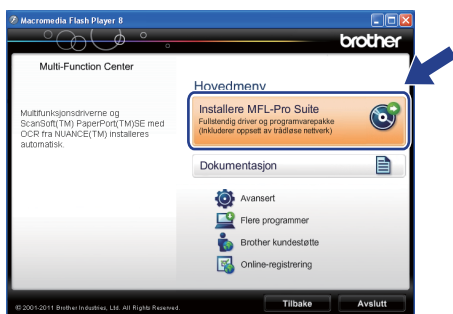 Macromedia Flash Player 8
brother
Multi-Function Center
Multifunksjonsdriverne og
ScanSoft(TM) PaperPort(TM)SE med
OCR fra NUANCE(TM) installeres
automatisk.
Hovedmeny
Installere MFL-Pro Suite
Fullstendig driver og programvarepakke
(Inkluderer oppsett av trådløse nettverk)
Dokumentasjon
Avansert
Flere programmer
Brother kundestøtte
Online-registrering
© 2001-2011 Brother Industries, Ltd. All Rights Reserved.
Tilbake
Avslutt